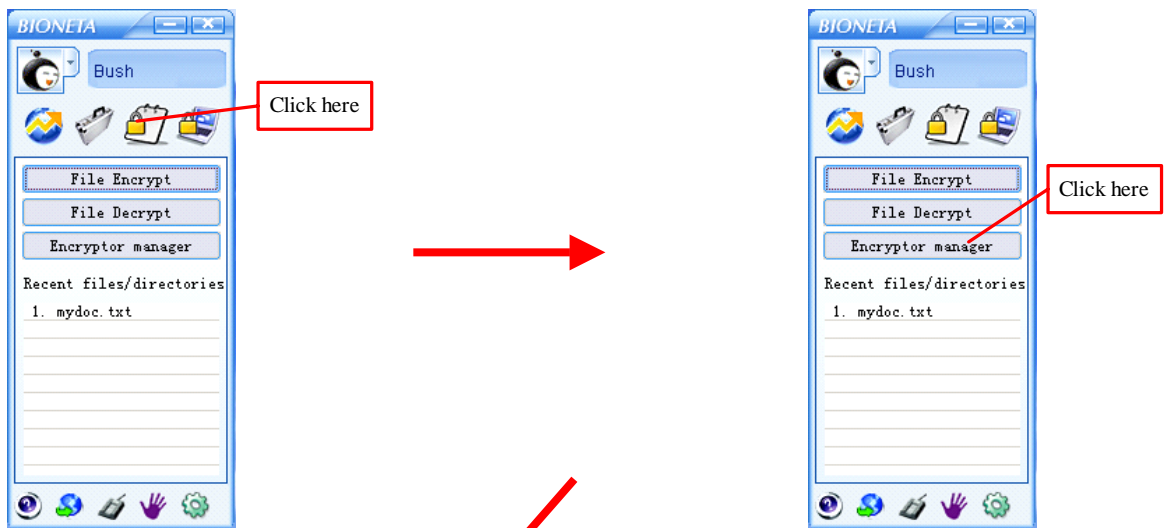 BIONETA
Bush
Click here
File Encrypt
File Decrypt
Encryptor manager
Recent files/directories
1. mydoc.txt
BIONETA
Bush
File Encrypt
Click here
File Decrypt
Encryptor manager
Recent files/directories
1. mydoc.txt